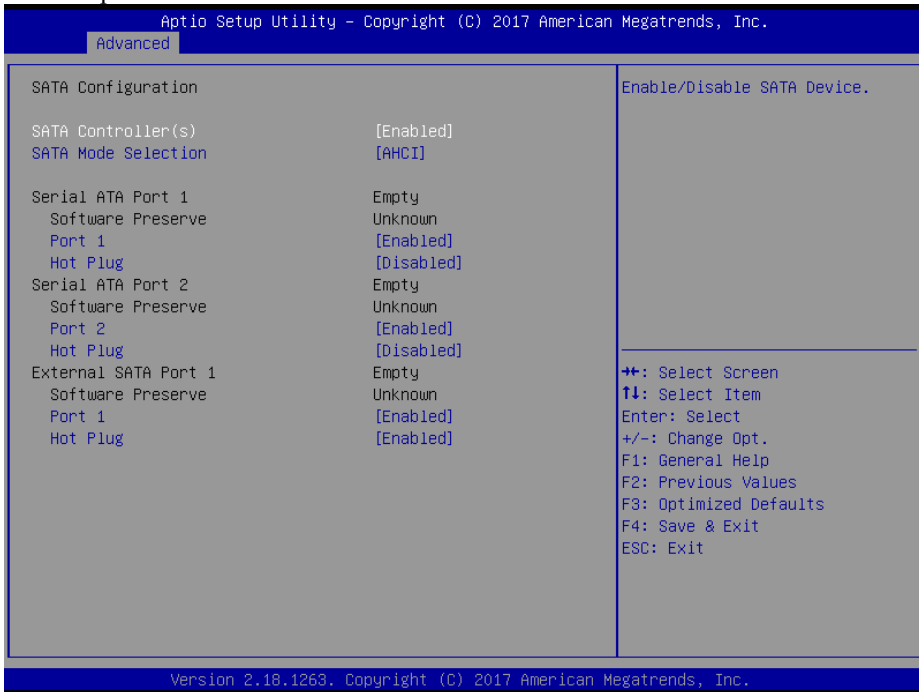 Aptio Setup Utility – Copyright (C) 2017 American Megatrends, Inc.
Advanced
SATA Configuration
SATA Controller(s) [Enabled]
SATA Mode Selection [AHCI]
Serial ATA Port 1 Empty
Software Preserve Unknown
Port 1 [Enabled]
Hot Plug [Disabled]
Serial ATA Port 2 Empty
Software Preserve Unknown
Port 2 [Enabled]
Hot Plug [Disabled]
External SATA Port 1 Empty
Software Preserve Unknown
Port 1 [Enabled]
Hot Plug [Enabled]
Enable/Disable SATA Device.
→←: Select Screen
↑↓: Select Item
Enter: Select
+/-: Change Opt.
F1: General Help
F2: Previous Values
F3: Optimized Defaults
F4: Save & Exit
ESC: Exit
Version 2.18.1263. Copyright (C) 2017 American Megatrends, Inc.